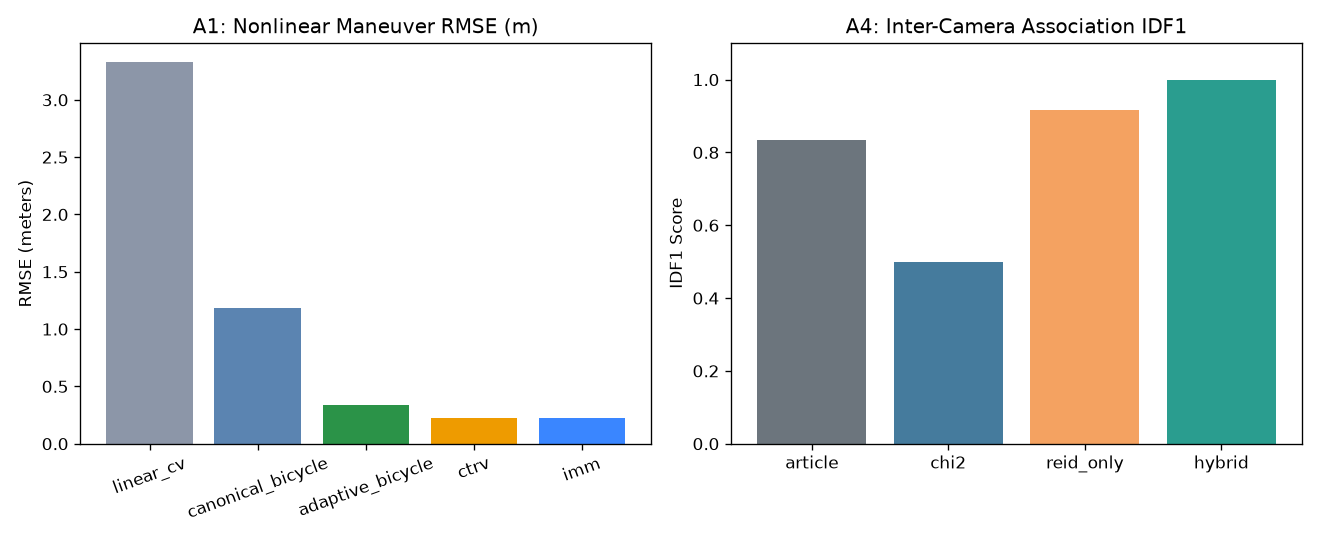 A1: Nonlinear Maneuver RMSE (m)
RMSE (meters)
3.0
2.5
2.0
1.5
1.0
0.5
0.0
linear_cv
canonical_bicycle
adaptive_bicycle
ctrv
imm
A4: Inter-Camera Association IDF1
IDF1 Score
1.0
0.8
0.6
0.4
0.2
0.0
article
chi2
reid_only
hybrid